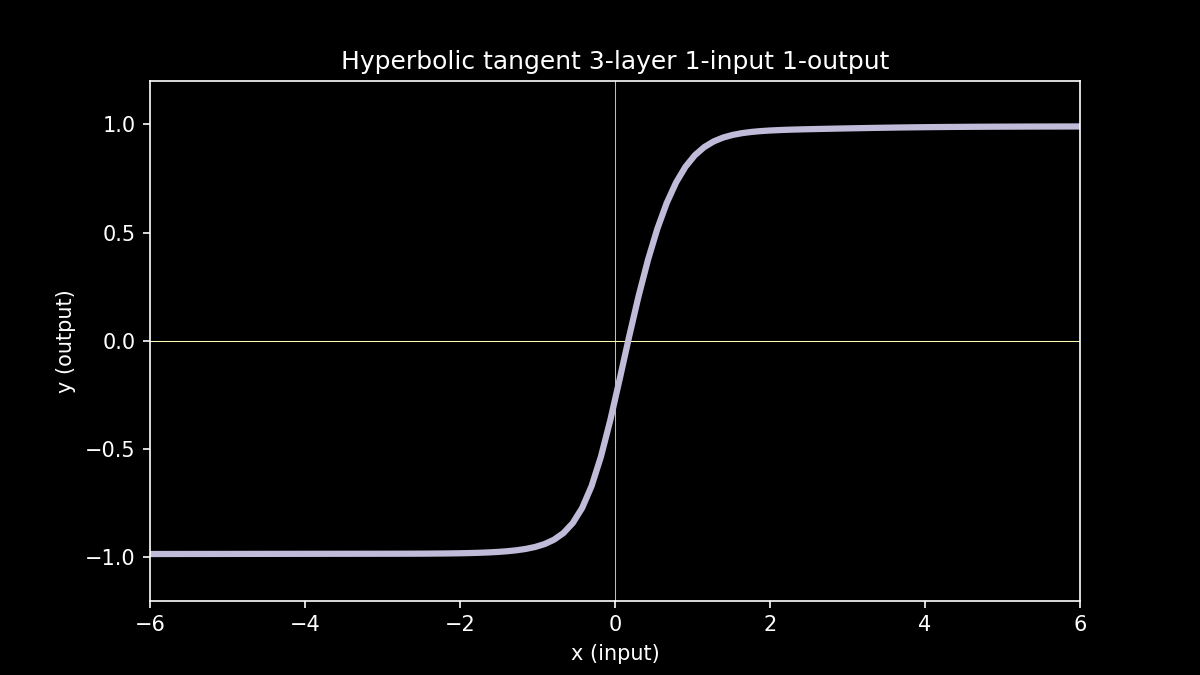 Hyperbolic tangent 3-layer 1-input 1-output
1.0
0.5
0.0
−0.5
−1.0
y (output)
−6 −4 −2 0 2 4 6
x (input)